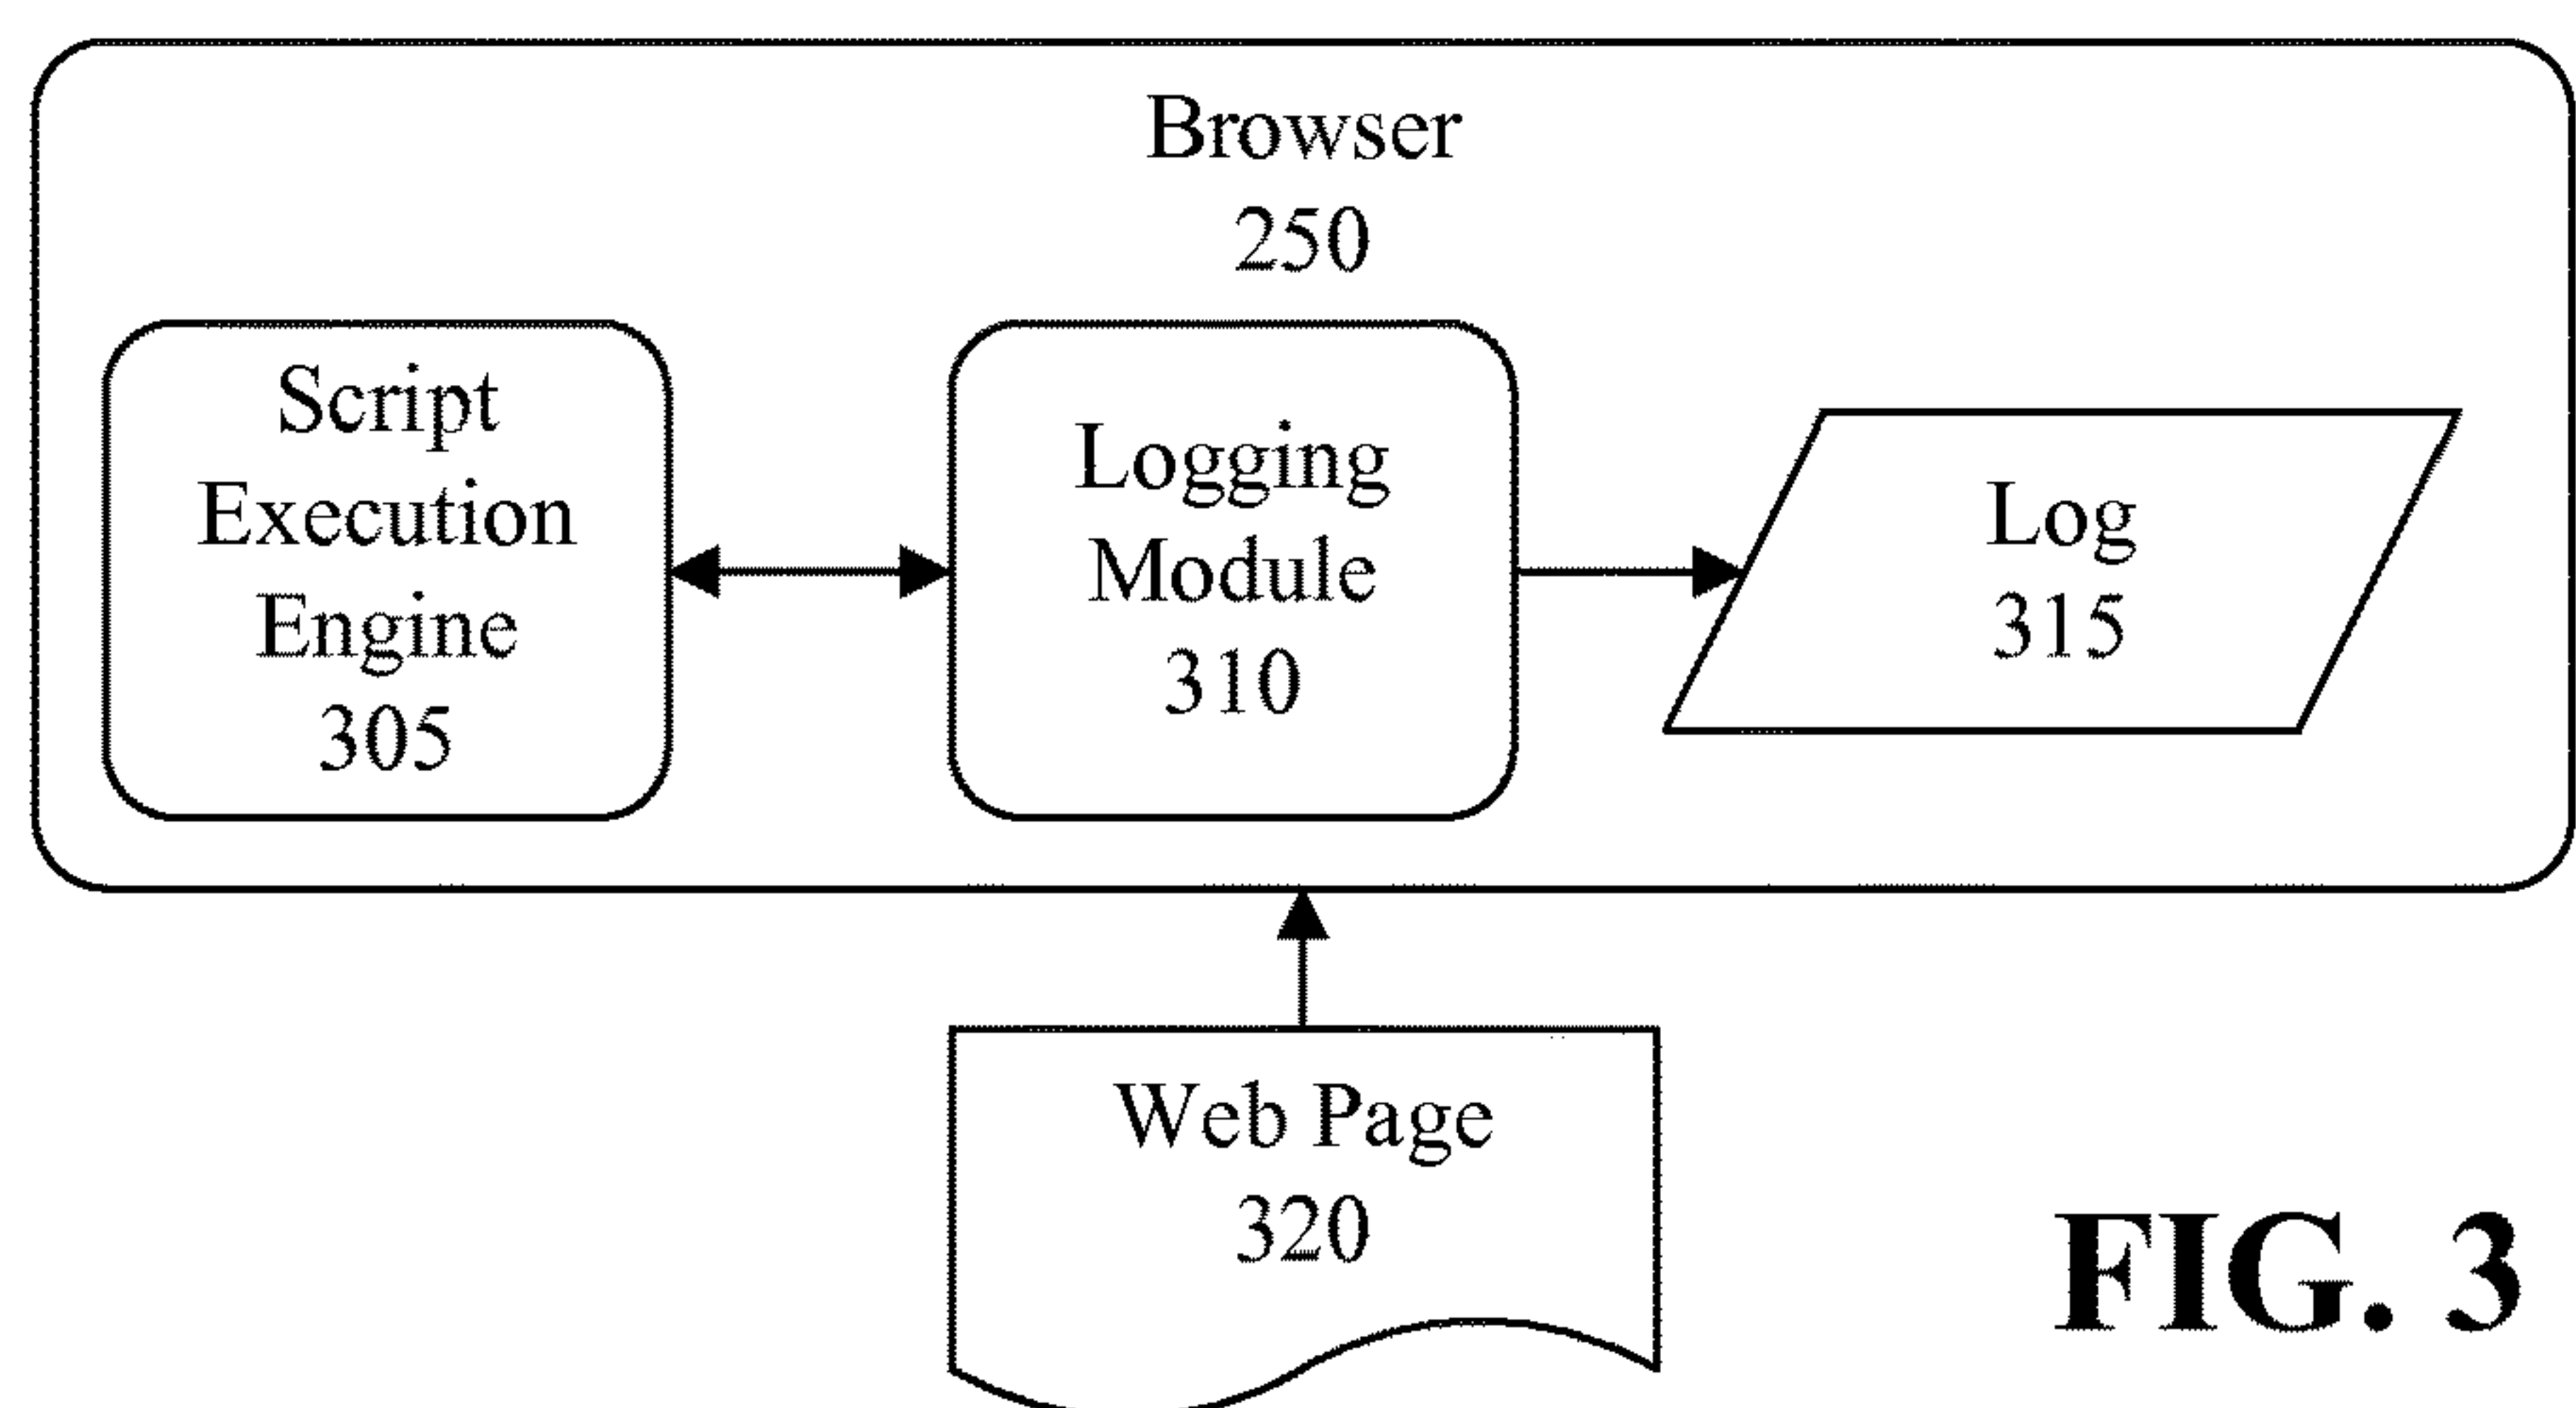 Browser
250
Script
Execution
Engine
305
Logging
Module
310
Log
315
Web Page
320
FIG. 3